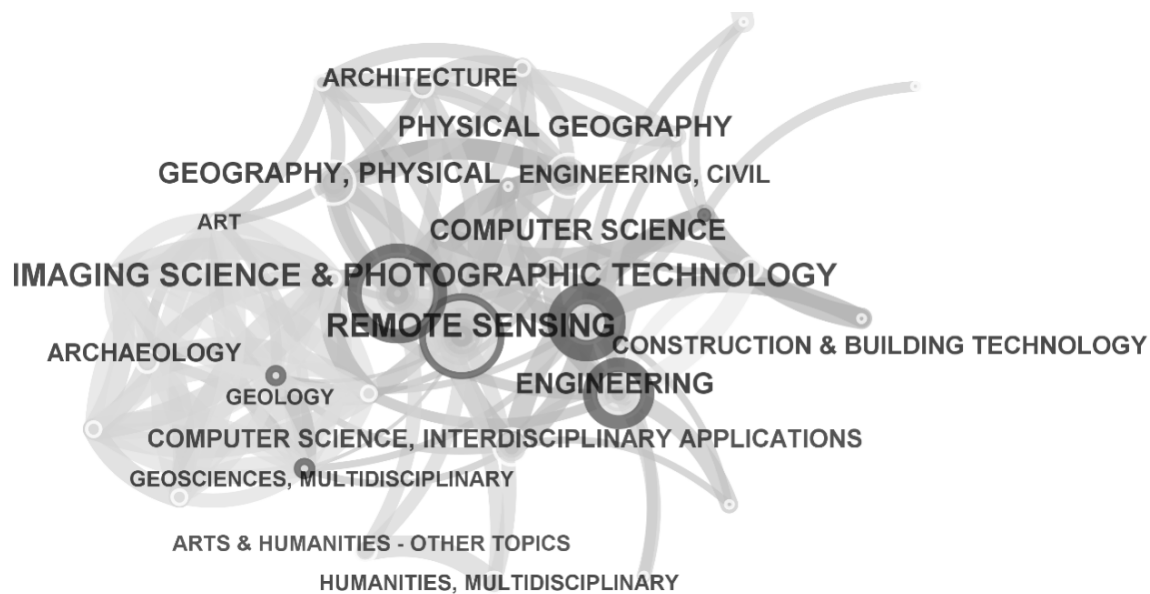 ARCHITECTURE
PHYSICAL GEOGRAPHY
GEOGRAPHY, PHYSICAL
ENGINEERING, CIVIL
ART
COMPUTER SCIENCE
IMAGING SCIENCE & PHOTOGRAPHIC TECHNOLOGY
REMOTE SENSING
CONSTRUCTION & BUILDING TECHNOLOGY
ARCHAEOLOGY
ENGINEERING
GEOLOGY
COMPUTER SCIENCE, INTERDISCIPLINARY APPLICATIONS
GEOSCIENCES, MULTIDISCIPLINARY
ARTS & HUMANITIES - OTHER TOPICS
HUMANITIES, MULTIDISCIPLINARY